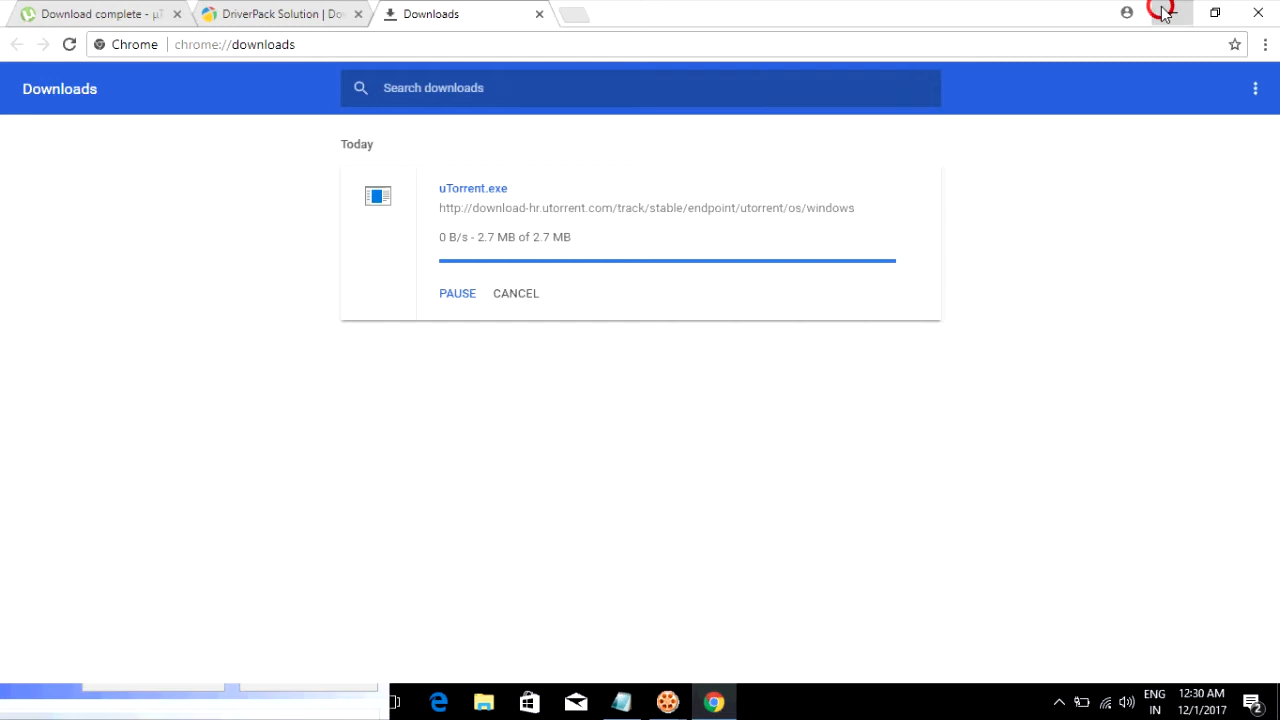 Download complete - µT
DriverPack Solution | Dow
Downloads
Chrome
chrome://downloads
Downloads
Search downloads
Today
uTorrent.exe
http://download-hr.utorrent.com/track/stable/endpoint/utorrent/os/windows
0 B/s - 2.7 MB of 2.7 MB
PAUSE CANCEL
ENG
IN
12:30 AM
12/1/2017
2